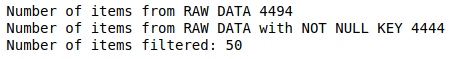 Number of items from RAW DATA 4494
Number of items from RAW DATA with NOT NULL KEY 4444
Number of items filtered: 50